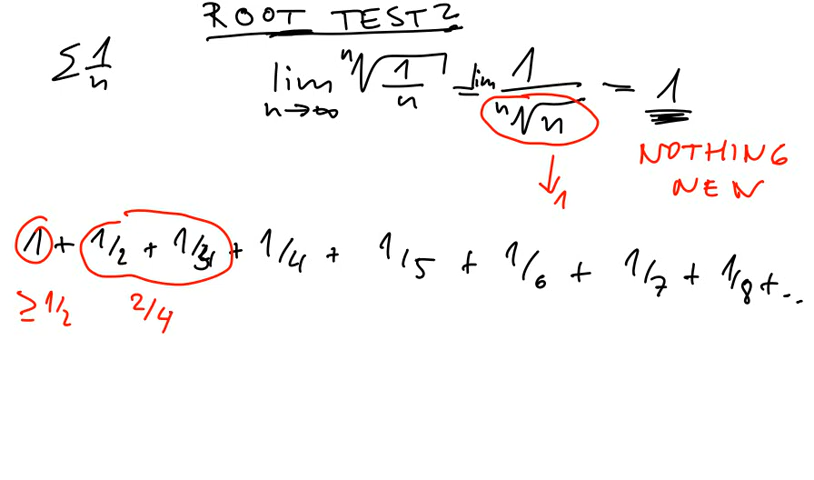 ROOT TEST?
∑ 1/n lim n→∞ ⁿ√(1/n) = lim 1/ⁿ√n = 1
→1
NOTHING
NEW
1 + 1/2 + 1/3 + 1/4 + 1/5 + 1/6 + 1/7 + 1/8 + ...
≥ 1/2 2/4